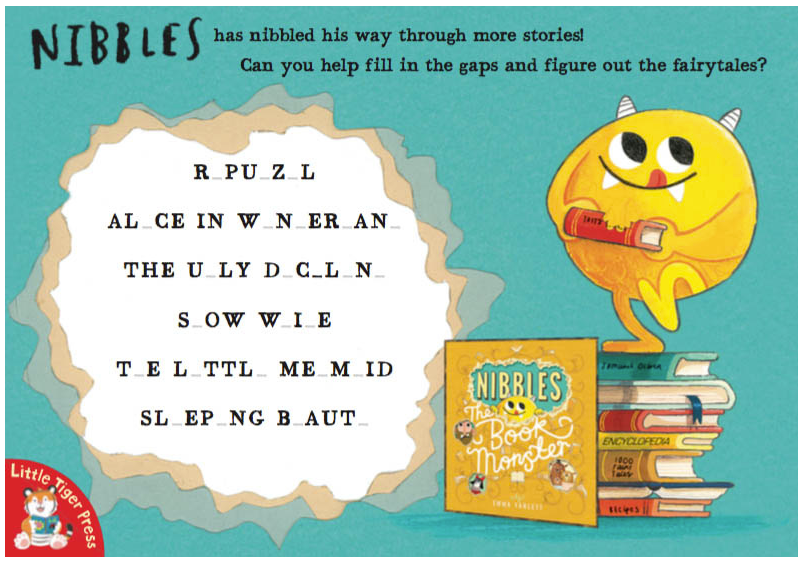 NIBBLES has nibbled his way through more stories!
Can you help fill in the gaps and figure out the fairytales?
R_PU_Z_L
AL_CE IN W_N_ER_AN_
THE U_LY D_C_L_N_
S_OW W_I_E
T_E L_TTL_ ME_M_ID
SL_EP_NG B_AUT_
NIBBLES
The
Book
Monster
EMMA YARLETT
ENCYCLOPEDIA
1000
Fairy
Tales
RECIPES
Little Tiger Press